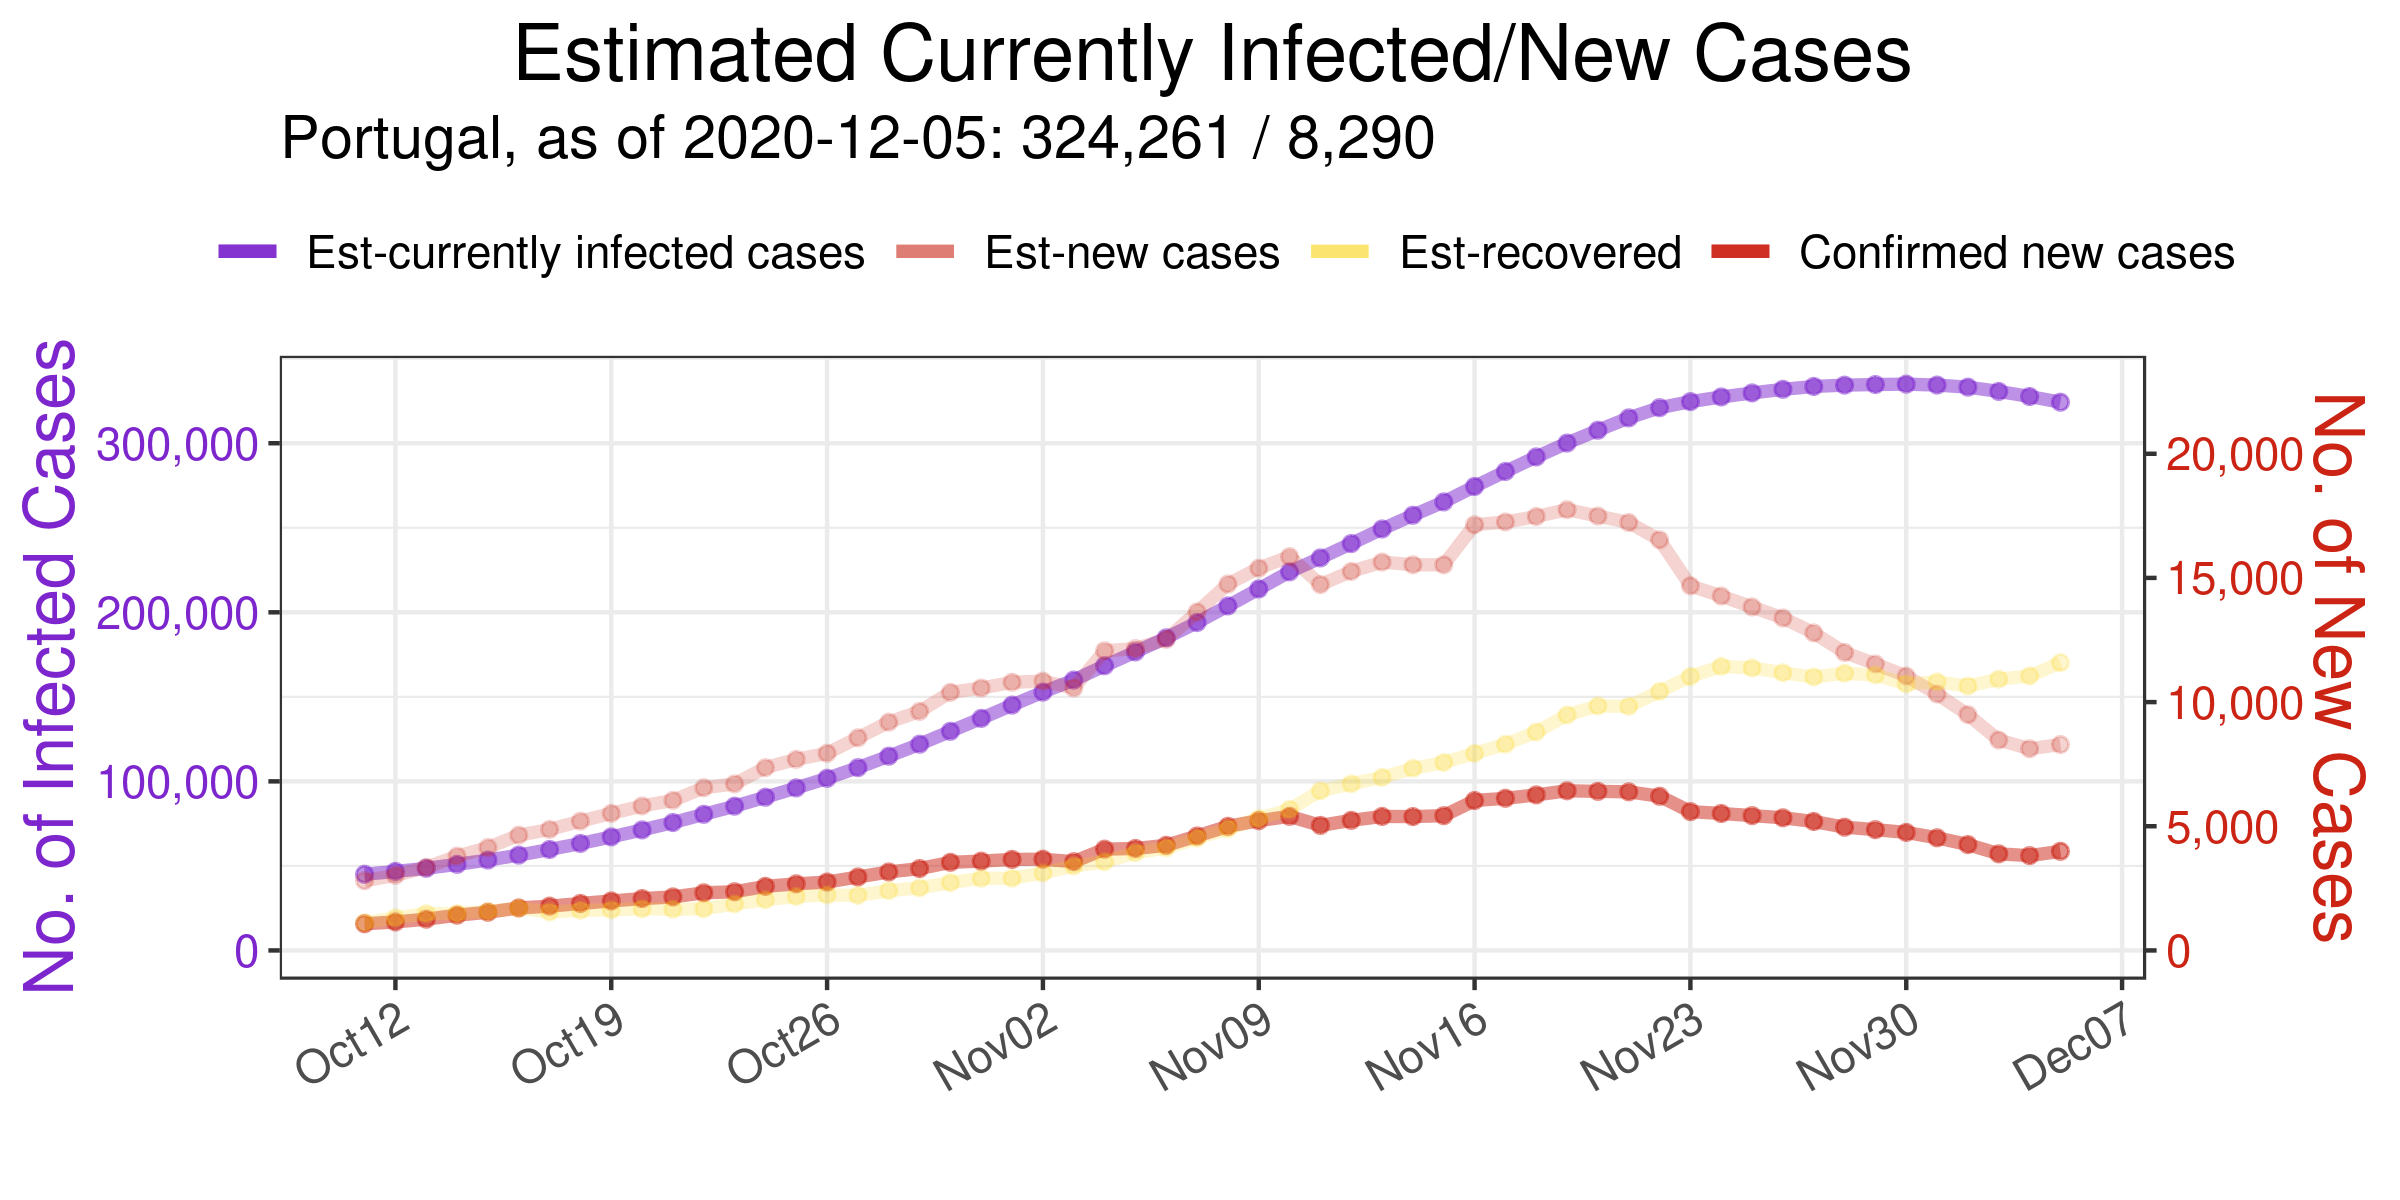 Estimated Currently Infected/New Cases
Portugal, as of 2020-12-05: 324,261 / 8,290
Est-currently infected cases
Est-new cases
Est-recovered
Confirmed new cases
No. of Infected Cases
300,000
200,000
100,000
0
20,000
15,000
10,000
5,000
0
No. of New Cases
Oct12
Oct19
Oct26
Nov02
Nov09
Nov16
Nov23
Nov30
Dec07